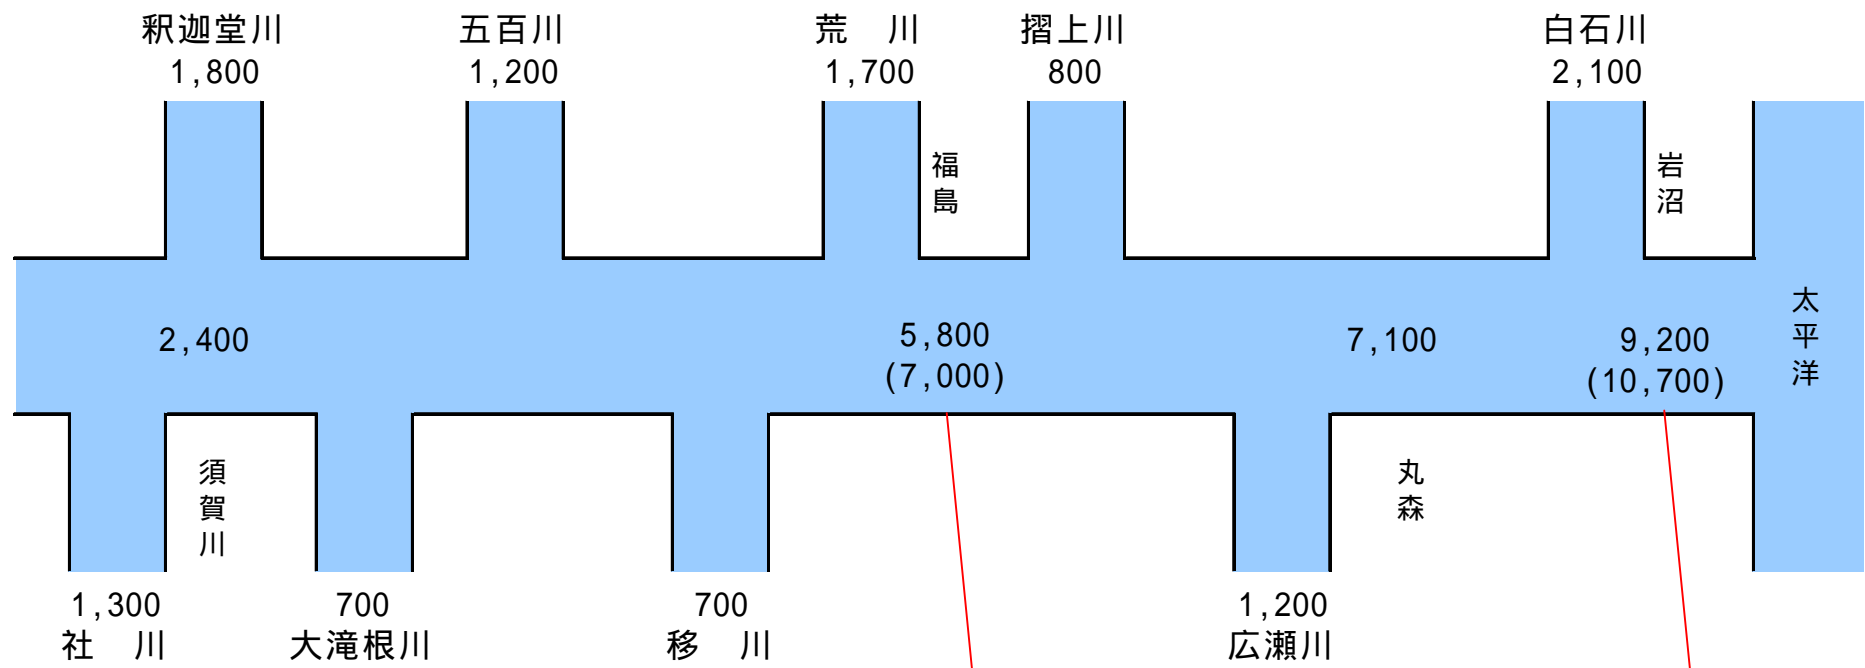 釈迦堂川
1,800
五百川
1,200
荒　川
1,700
摺上川
800
白石川
2,100
福島
岩沼
2,400
5,800
(7,000)
7,100
9,200
(10,700)
太平洋
須賀川
丸森
1,300
社　川
700
大滝根川
700
移　川
1,200
広瀬川